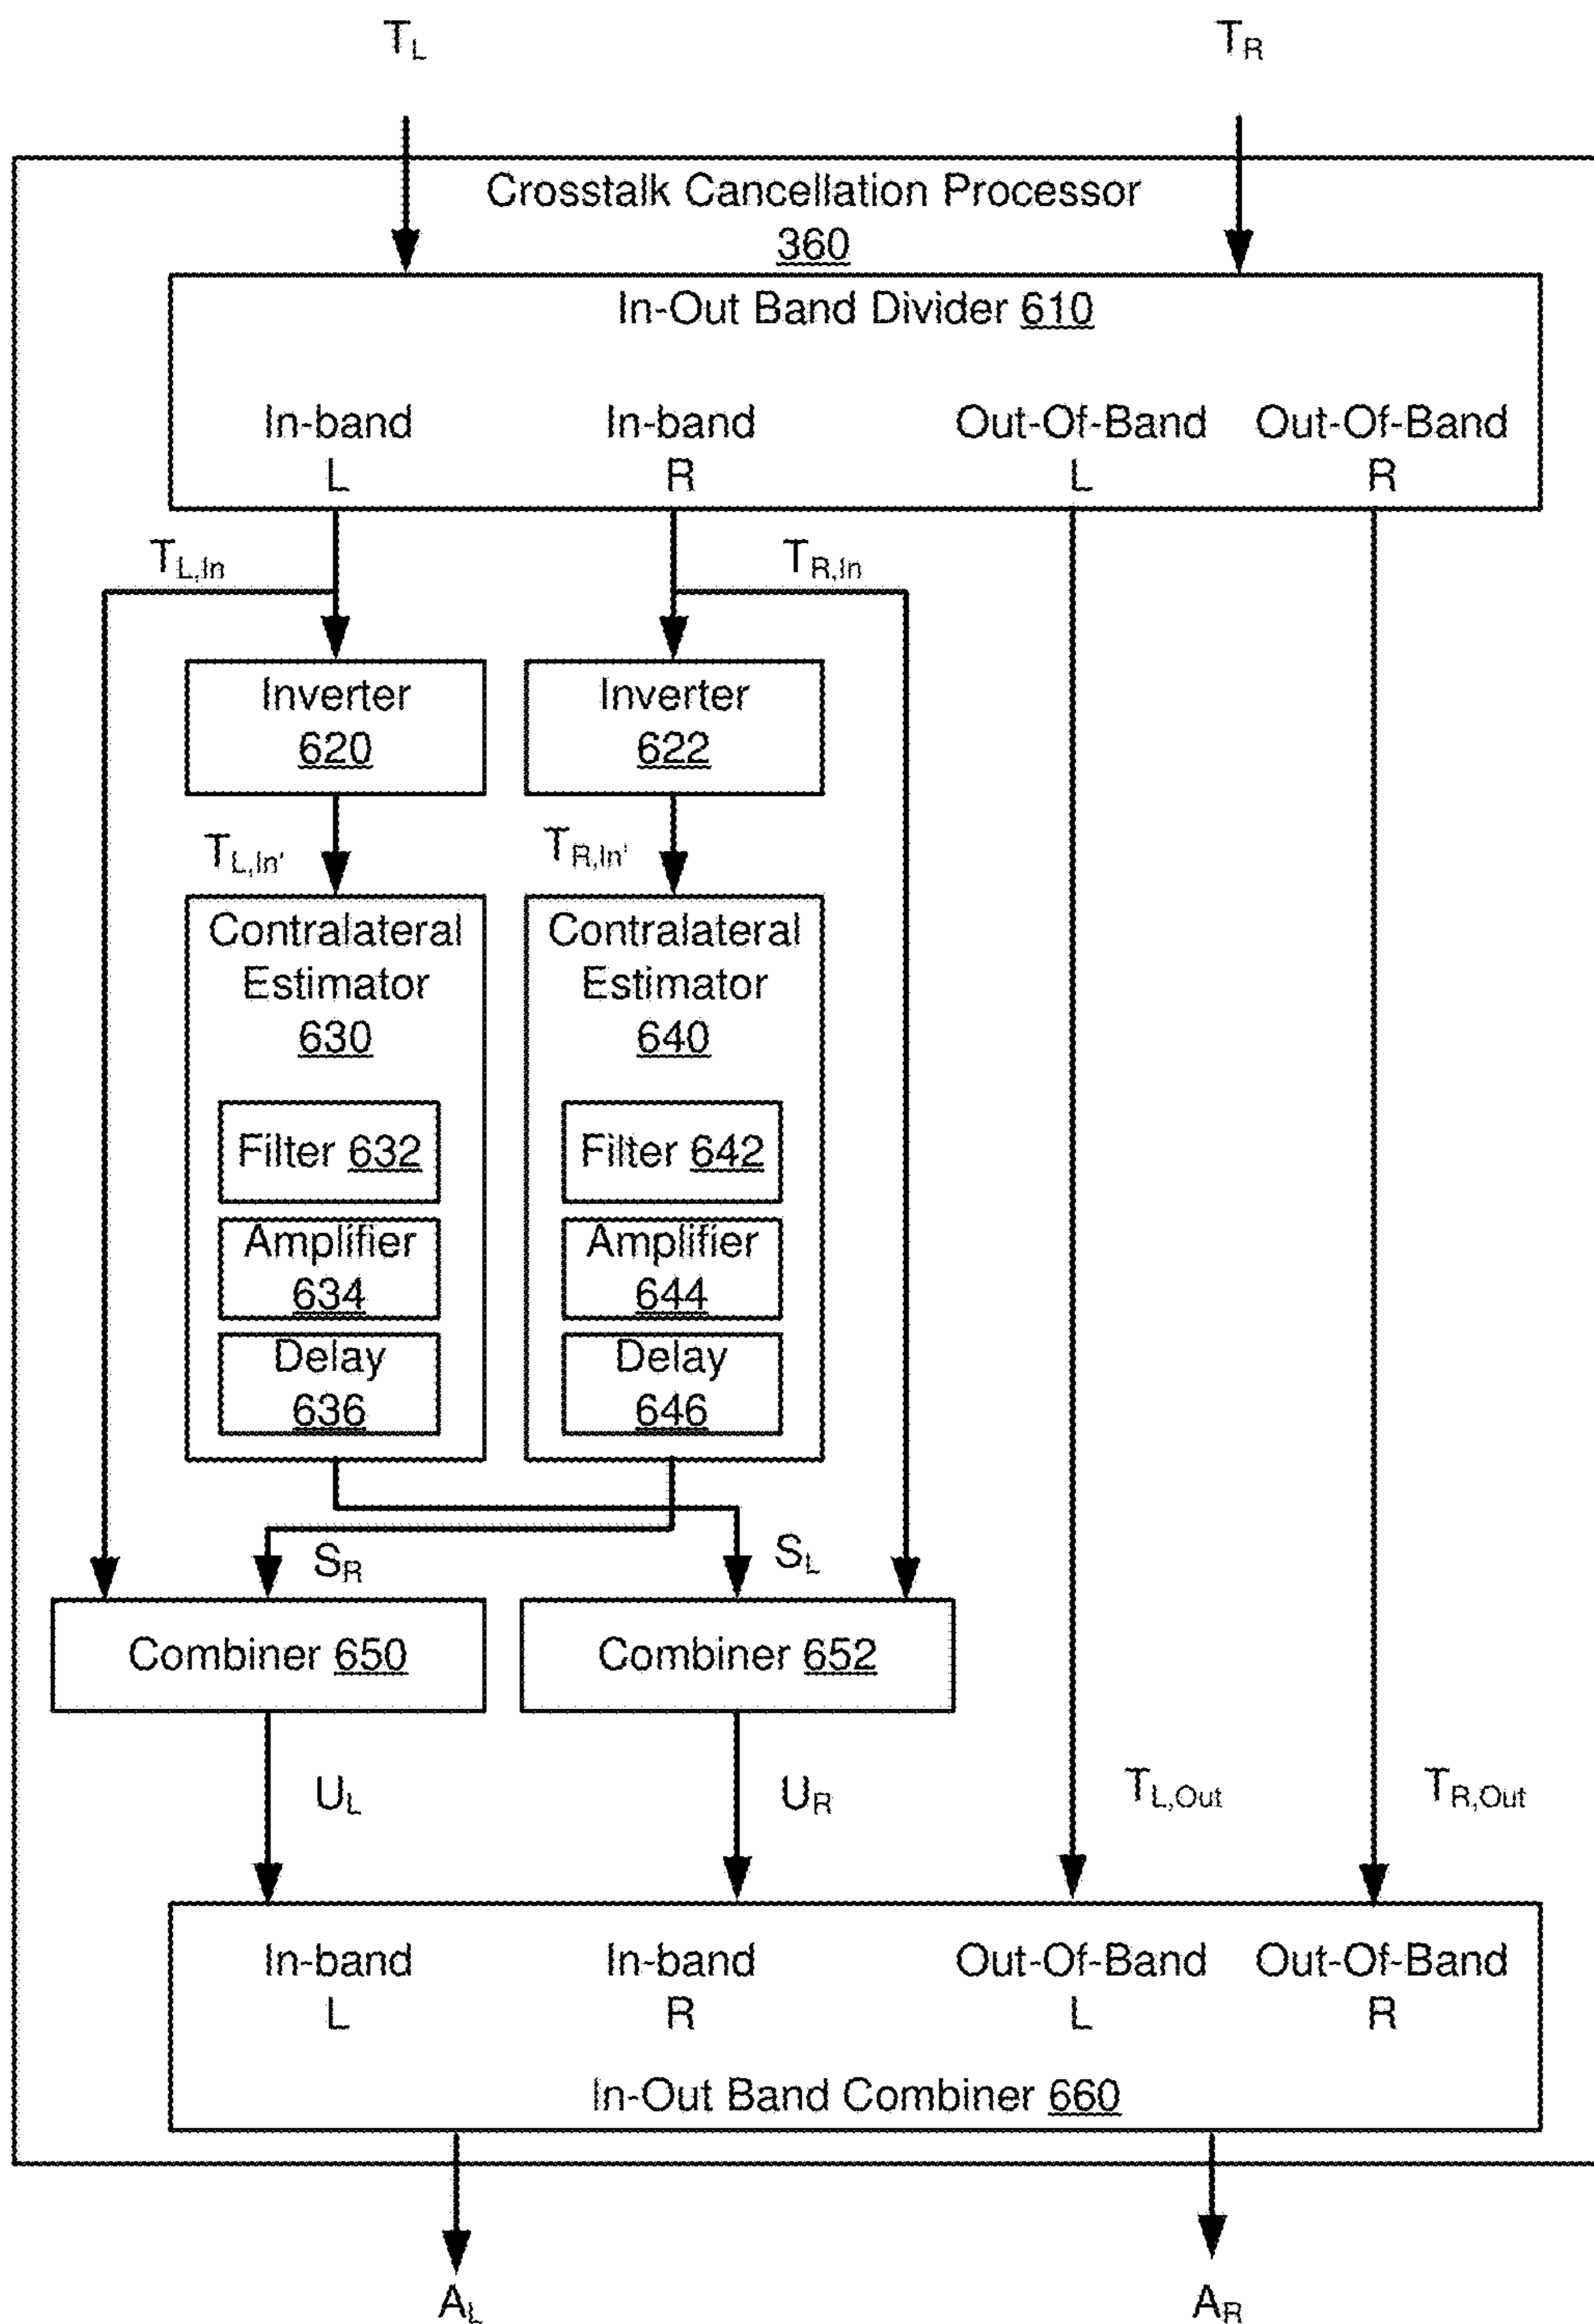 T_L T_R
Crosstalk Cancellation Processor
360
In-Out Band Divider 610
In-band In-band Out-Of-Band Out-Of-Band
L R L R
T_L,In T_R,In
Inverter Inverter
620 622
T_L,In' T_R,In'
Contralateral Contralateral
Estimator Estimator
630 640
Filter 632 Filter 642
Amplifier Amplifier
634 644
Delay Delay
636 646
S_R S_L
Combiner 650 Combiner 652
U_L U_R T_L,Out T_R,Out
In-band In-band Out-Of-Band Out-Of-Band
L R L R
In-Out Band Combiner 660
A_L A_R